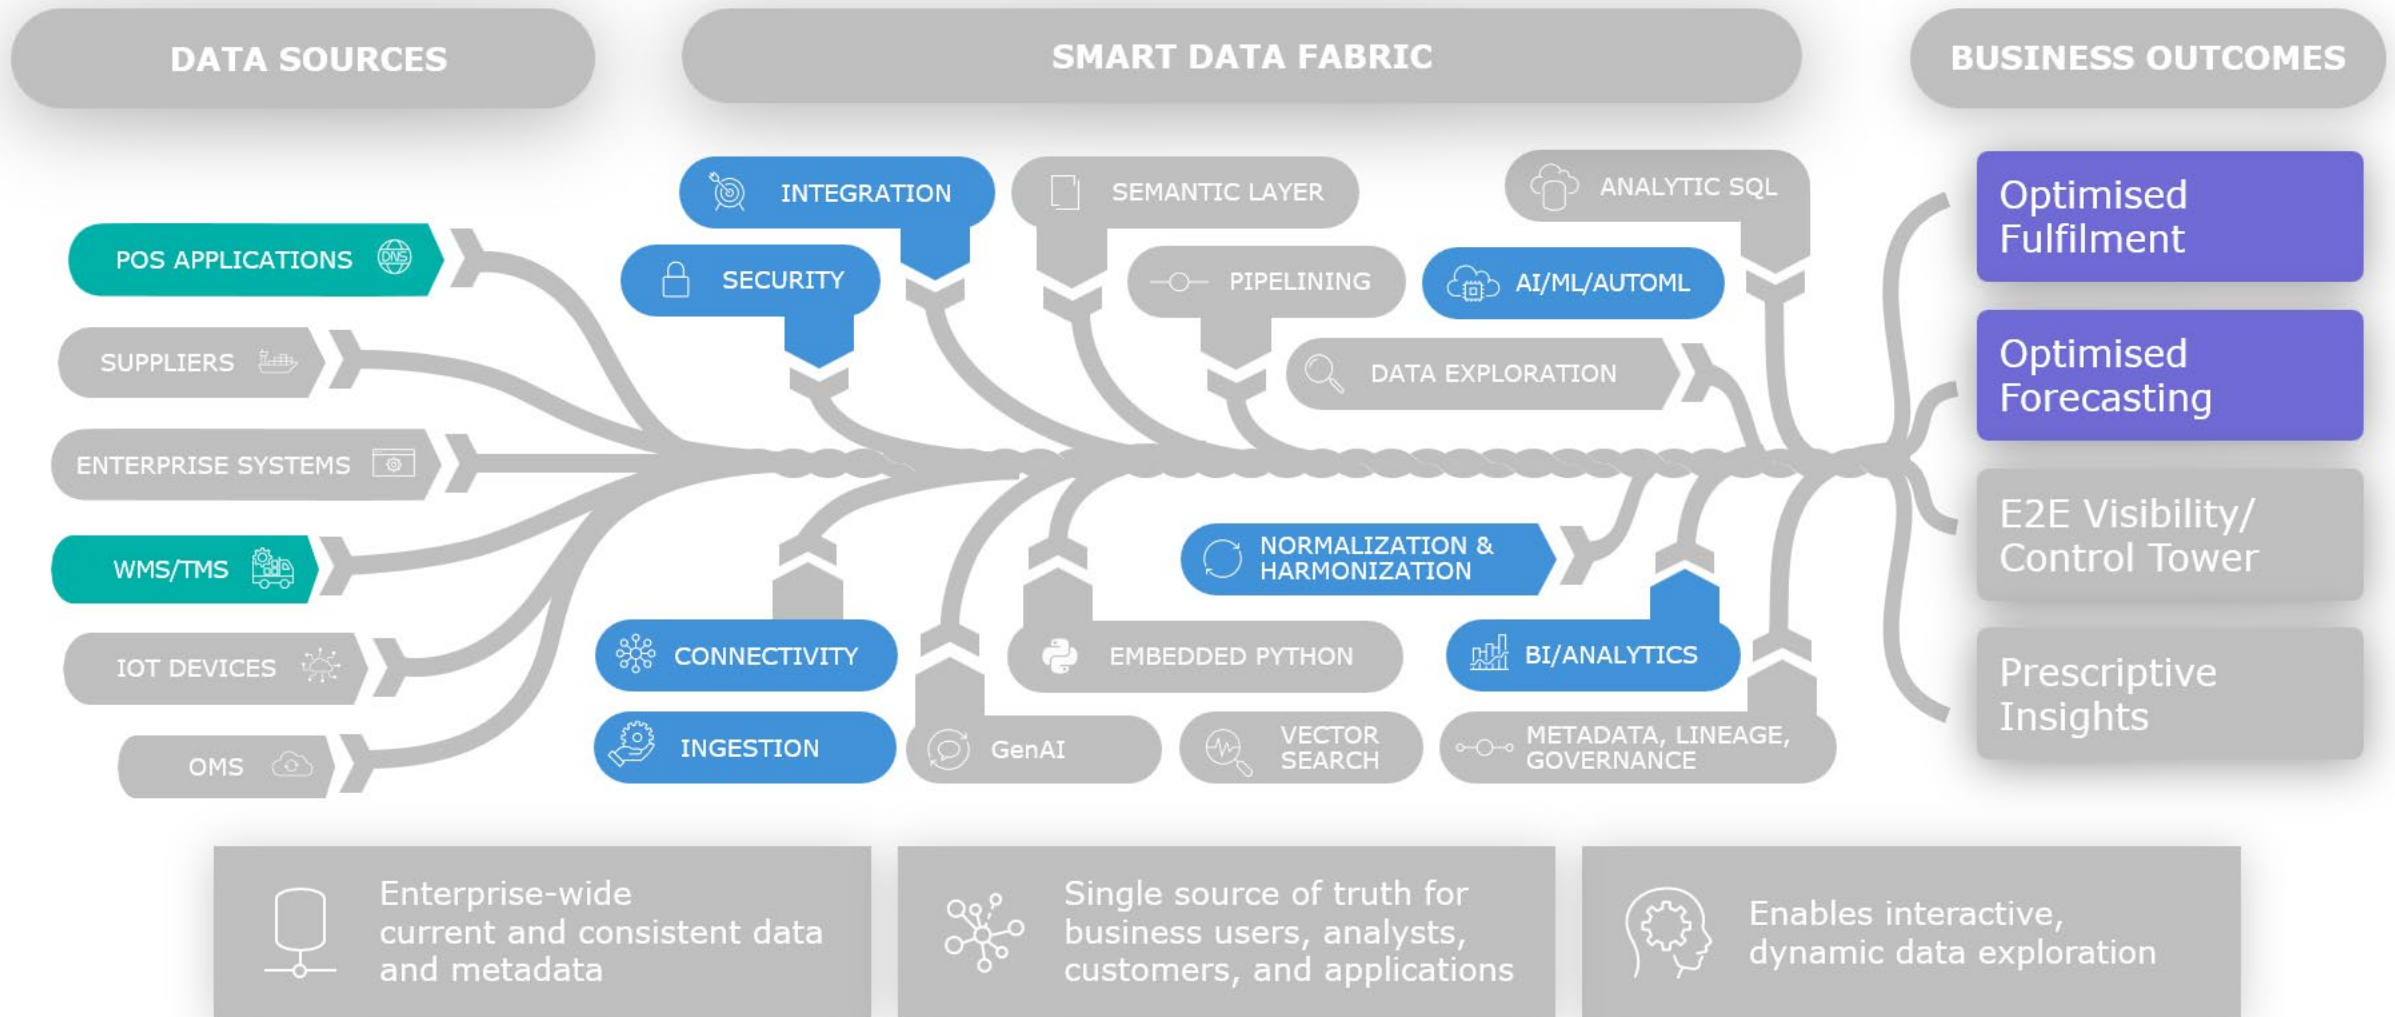 DATA SOURCES
SMART DATA FABRIC
BUSINESS OUTCOMES
POS APPLICATIONS
DNS
SUPPLIERS
ENTERPRISE SYSTEMS
WMS/TMS
IOT DEVICES
OMS
INTEGRATION
SEMANTIC LAYER
ANALYTIC SQL
SECURITY
PIPELINING
AI/ML/AUTOML
DATA EXPLORATION
NORMALIZATION &
HARMONIZATION
CONNECTIVITY
EMBEDDED PYTHON
BI/ANALYTICS
INGESTION
GenAI
VECTOR
SEARCH
METADATA, LINEAGE,
GOVERNANCE
Optimised
Fulfilment
Optimised
Forecasting
E2E Visibility/
Control Tower
Prescriptive
Insights
Enterprise-wide
current and consistent data
and metadata
Single source of truth for
business users, analysts,
customers, and applications
Enables interactive,
dynamic data exploration